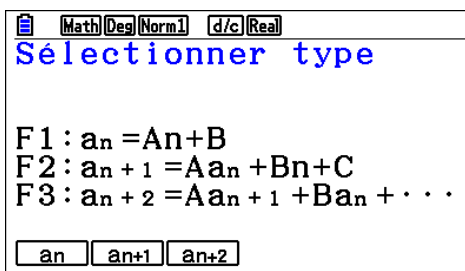 Math Deg Norm1 d/c Real
Sélectionner type
F1:an=An+B
F2:an+1=Aan+Bn+C
F3:an+2=Aan+1+Ban+···
an an+1 an+2